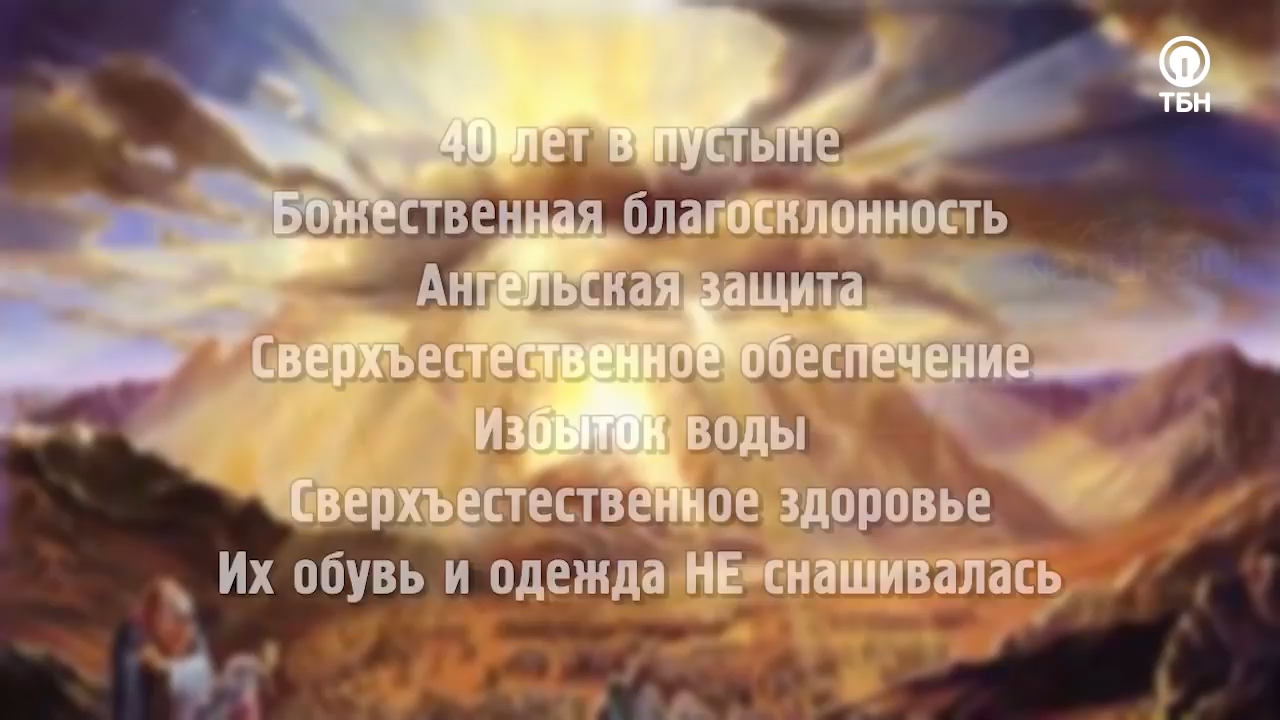 ТБН
40 лет в пустыне
Божественная благосклонность
Ангельская защита
Сверхъестественное обеспечение
Избыток воды
Сверхъестественное здоровье
Их обувь и одежда НЕ снашивалась